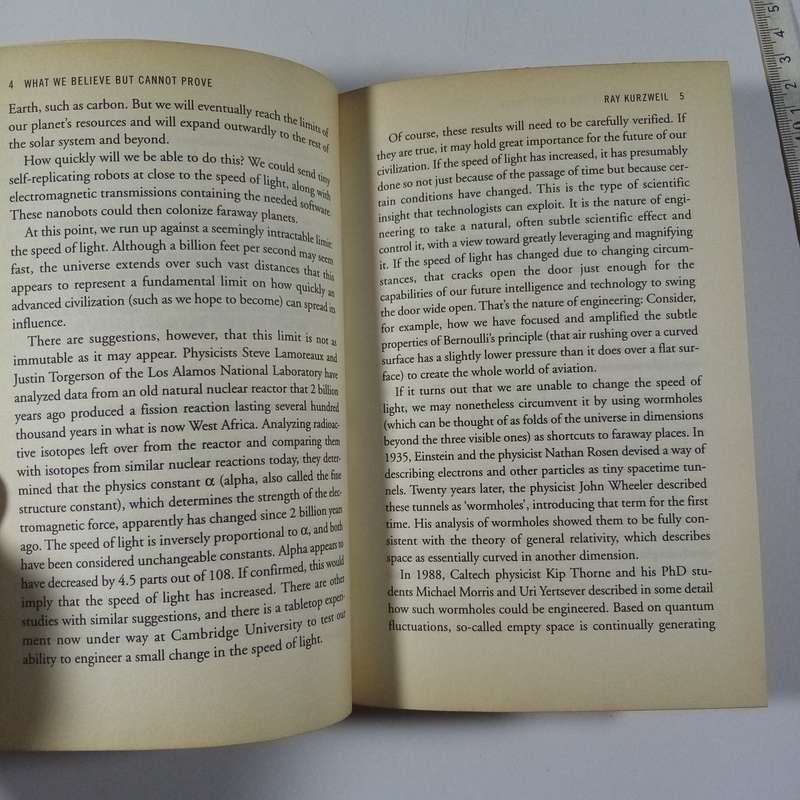 4 WHAT WE BELIEVE BUT CANNOT PROVE
Earth, such as carbon. But we will eventually reach the limits of
our planet's resources and will expand outwardly to the rest of
the solar system and beyond.
How quickly will we be able to do this? We could send tiny
self-replicating robots at close to the speed of light, along with
electromagnetic transmissions containing the needed software.
These nanobots could then colonize faraway planets.
At this point, we run up against a seemingly intractable limit:
the speed of light. Although a billion feet per second may seem
fast, the universe extends over such vast distances that this
appears to represent a fundamental limit on how quickly an
advanced civilization (such as we hope to become) can spread its
influence.
There are suggestions, however, that this limit is not as
immutable as it may appear. Physicists Steve Lamoreaux and
Justin Torgerson of the Los Alamos National Laboratory have
analyzed data from an old natural nuclear reactor that 2 billion
years ago produced a fission reaction lasting several hundred
thousand years in what is now West Africa. Analyzing radioac-
tive isotopes left over from the reactor and comparing them
with isotopes from similar nuclear reactions today, they deter-
mined that the physics constant α (alpha, also called the fine
structure constant), which determines the strength of the elec-
tromagnetic force, apparently has changed since 2 billion years
ago. The speed of light is inversely proportional to α, and both
have been considered unchangeable constants. Alpha appears to
have decreased by 4.5 parts out of 108. If confirmed, this would
imply that the speed of light has increased. There are other
studies with similar suggestions, and there is a tabletop experi-
ment now under way at Cambridge University to test our
ability to engineer a small change in the speed of light.
RAY KURZWEIL 5
Of course, these results will need to be carefully verified. If
they are true, it may hold great importance for the future of our
civilization. If the speed of light has increased, it has presumably
done so not just because of the passage of time but because cer-
tain conditions have changed. This is the type of scientific
insight that technologists can exploit. It is the nature of engi-
neering to take a natural, often subtle scientific effect and
control it, with a view toward greatly leveraging and magnifying
it. If the speed of light has changed due to changing circum-
stances, that cracks open the door just enough for the
capabilities of our future intelligence and technology to swing
the door wide open. That's the nature of engineering: Consider,
for example, how we have focused and amplified the subtle
properties of Bernoulli's principle (that air rushing over a curved
surface has a slightly lower pressure than it does over a flat sur-
face) to create the whole world of aviation.
If it turns out that we are unable to change the speed of
light, we may nonetheless circumvent it by using wormholes
(which can be thought of as folds of the universe in dimensions
beyond the three visible ones) as shortcuts to faraway places. In
1935, Einstein and the physicist Nathan Rosen devised a way of
describing electrons and other particles as tiny spacetime tun-
nels. Twenty years later, the physicist John Wheeler described
these tunnels as 'wormholes', introducing that term for the first
time. His analysis of wormholes showed them to be fully con-
sistent with the theory of general relativity, which describes
space as essentially curved in another dimension.
In 1988, Caltech physicist Kip Thorne and his PhD stu-
dents Michael Morris and Uri Yertsever described in some detail
how such wormholes could be engineered. Based on quantum
fluctuations, so-called empty space is continually generating
5
4
3
2